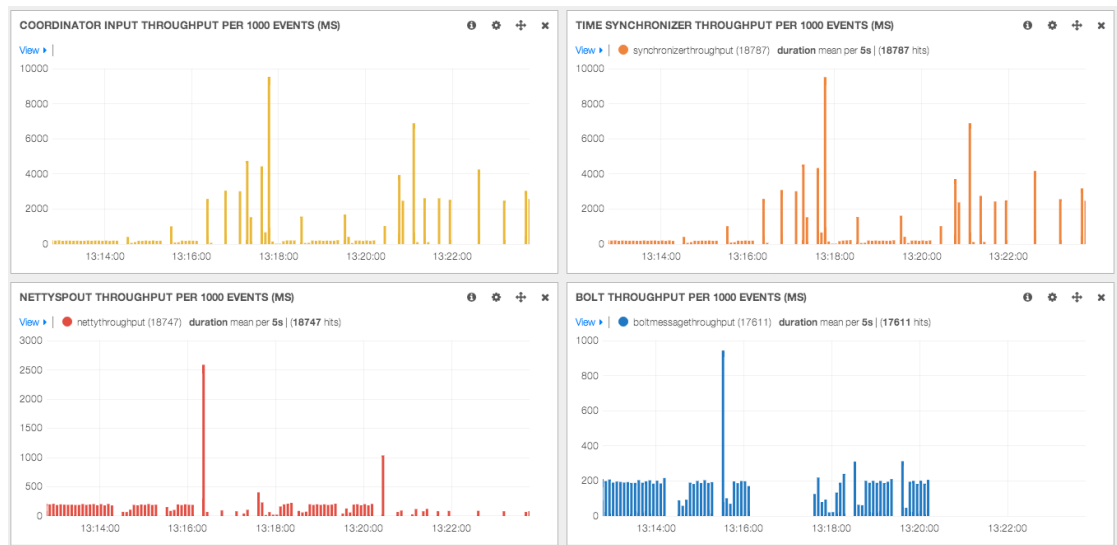 COORDINATOR INPUT THROUGHPUT PER 1000 EVENTS (MS)
View
10000
8000
6000
4000
2000
0
13:14:00 13:16:00 13:18:00 13:20:00 13:22:00
TIME SYNCHRONIZER THROUGHPUT PER 1000 EVENTS (MS)
View synchronizerthroughput (18787) duration mean per 5s | (18787 hits)
10000
8000
6000
4000
2000
0
13:14:00 13:16:00 13:18:00 13:20:00 13:22:00
NETTYSPOUT THROUGHPUT PER 1000 EVENTS (MS)
View nettythroughput (18747) duration mean per 5s | (18747 hits)
3000
2500
2000
1500
1000
500
0
13:14:00 13:16:00 13:18:00 13:20:00 13:22:00
BOLT THROUGHPUT PER 1000 EVENTS (MS)
View boltmessagethroughput (17611) duration mean per 5s | (17611 hits)
1000
800
600
400
200
0
13:14:00 13:16:00 13:18:00 13:20:00 13:22:00